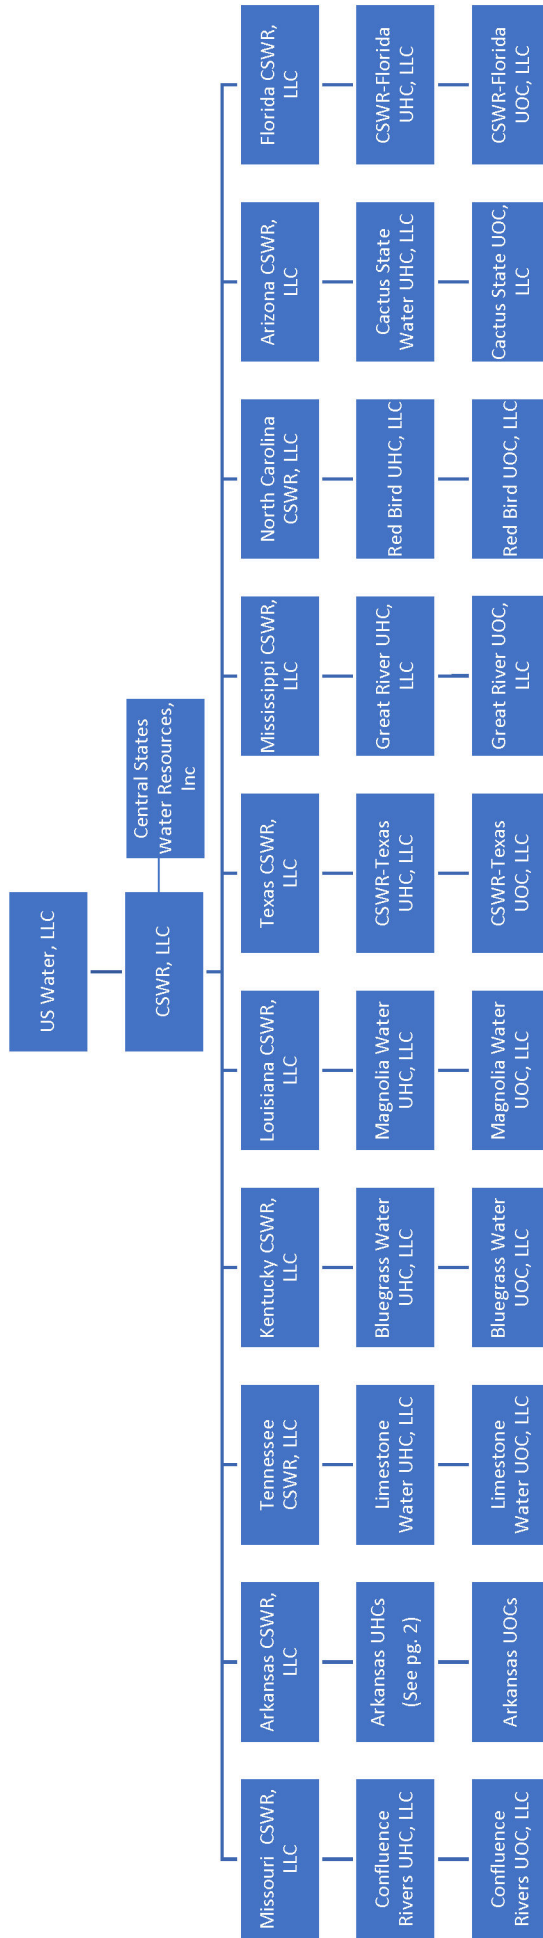 US Water, LLC
CSWR, LLC
Central States
Water Resources,
Inc
Missouri CSWR,
LLC
Arkansas CSWR,
LLC
Tennessee
CSWR, LLC
Kentucky CSWR,
LLC
Louisiana CSWR,
LLC
Texas CSWR,
LLC
Mississippi CSWR,
LLC
North Carolina
CSWR, LLC
Arizona CSWR,
LLC
Florida CSWR,
LLC
Confluence
Rivers UHC, LLC
Arkansas UHCs
(See pg. 2)
Limestone
Water UHC, LLC
Bluegrass Water
UHC, LLC
Magnolia Water
UHC, LLC
CSWR-Texas
UHC, LLC
Great River UHC,
LLC
Red Bird UHC, LLC
Cactus State
Water UHC, LLC
CSWR-Florida
UHC, LLC
Confluence
Rivers UOC, LLC
Arkansas UOCs
Limestone
Water UOC, LLC
Bluegrass Water
UOC, LLC
Magnolia Water
UOC, LLC
CSWR-Texas
UOC, LLC
Great River UOC,
LLC
Red Bird UOC, LLC
Cactus State UOC,
LLC
CSWR-Florida
UOC, LLC